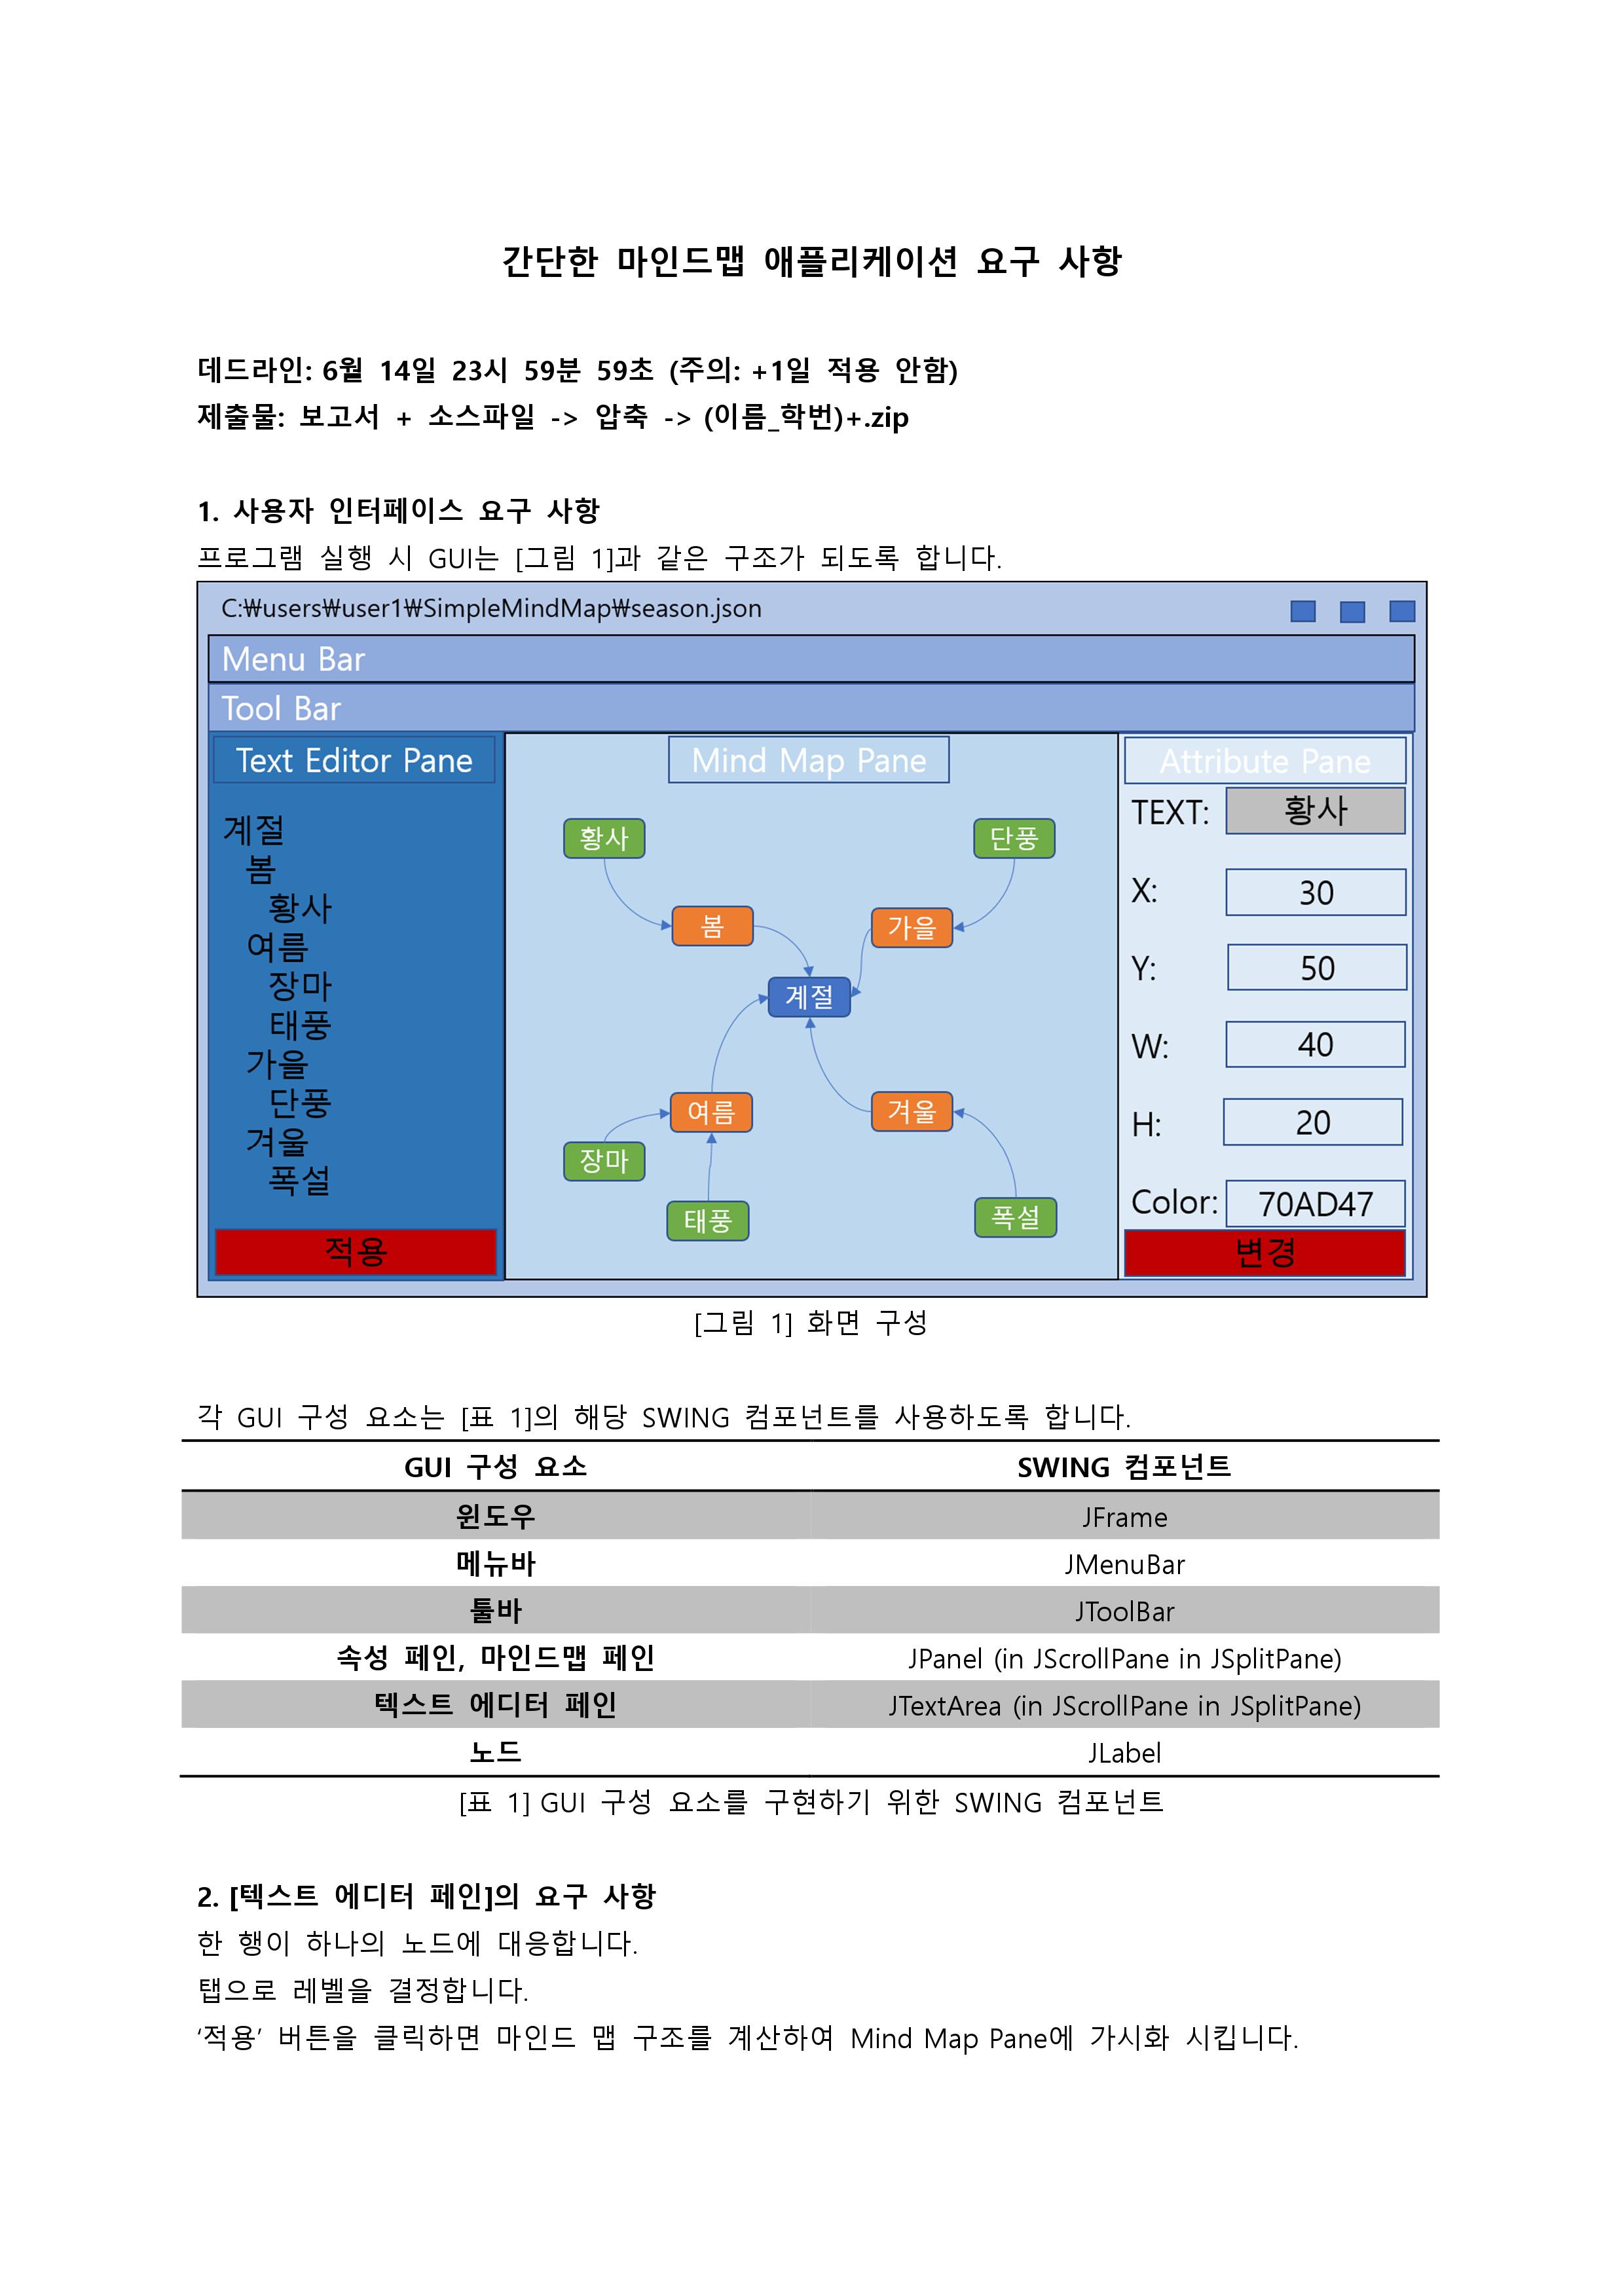 간단한 마인드맵 애플리케이션 요구 사항
데드라인: 6월 14일 23시 59분 59초 (주의: +1일 적용 안함)
제출물: 보고서 + 소스파일 -> 압축 -> (이름_학번)+.zip
1. 사용자 인터페이스 요구 사항
프로그램 실행 시 GUI는 [그림 1]과 같은 구조가 되도록 합니다.
C:₩users₩user1₩SimpleMindMap₩season.json
Menu Bar
Tool Bar
Text Editor Pane
계절
봄
황사
여름
장마
태풍
가을
단풍
겨울
폭설
적용
Mind Map Pane
황사
단풍
봄
가을
계절
여름
겨울
장마
태풍
폭설
Attribute Pane
TEXT: 황사
X: 30
Y: 50
W: 40
H: 20
Color: 70AD47
변경
[그림 1] 화면 구성
각 GUI 구성 요소는 [표 1]의 해당 SWING 컴포넌트를 사용하도록 합니다.
GUI 구성 요소 SWING 컴포넌트
윈도우 JFrame
메뉴바 JMenuBar
툴바 JToolBar
속성 페인, 마인드맵 페인 JPanel (in JScrollPane in JSplitPane)
텍스트 에디터 페인 JTextArea (in JScrollPane in JSplitPane)
노드 JLabel
[표 1] GUI 구성 요소를 구현하기 위한 SWING 컴포넌트
2. [텍스트 에디터 페인]의 요구 사항
한 행이 하나의 노드에 대응합니다.
탭으로 레벨을 결정합니다.
‘적용’ 버튼을 클릭하면 마인드 맵 구조를 계산하여 Mind Map Pane에 가시화 시킵니다.